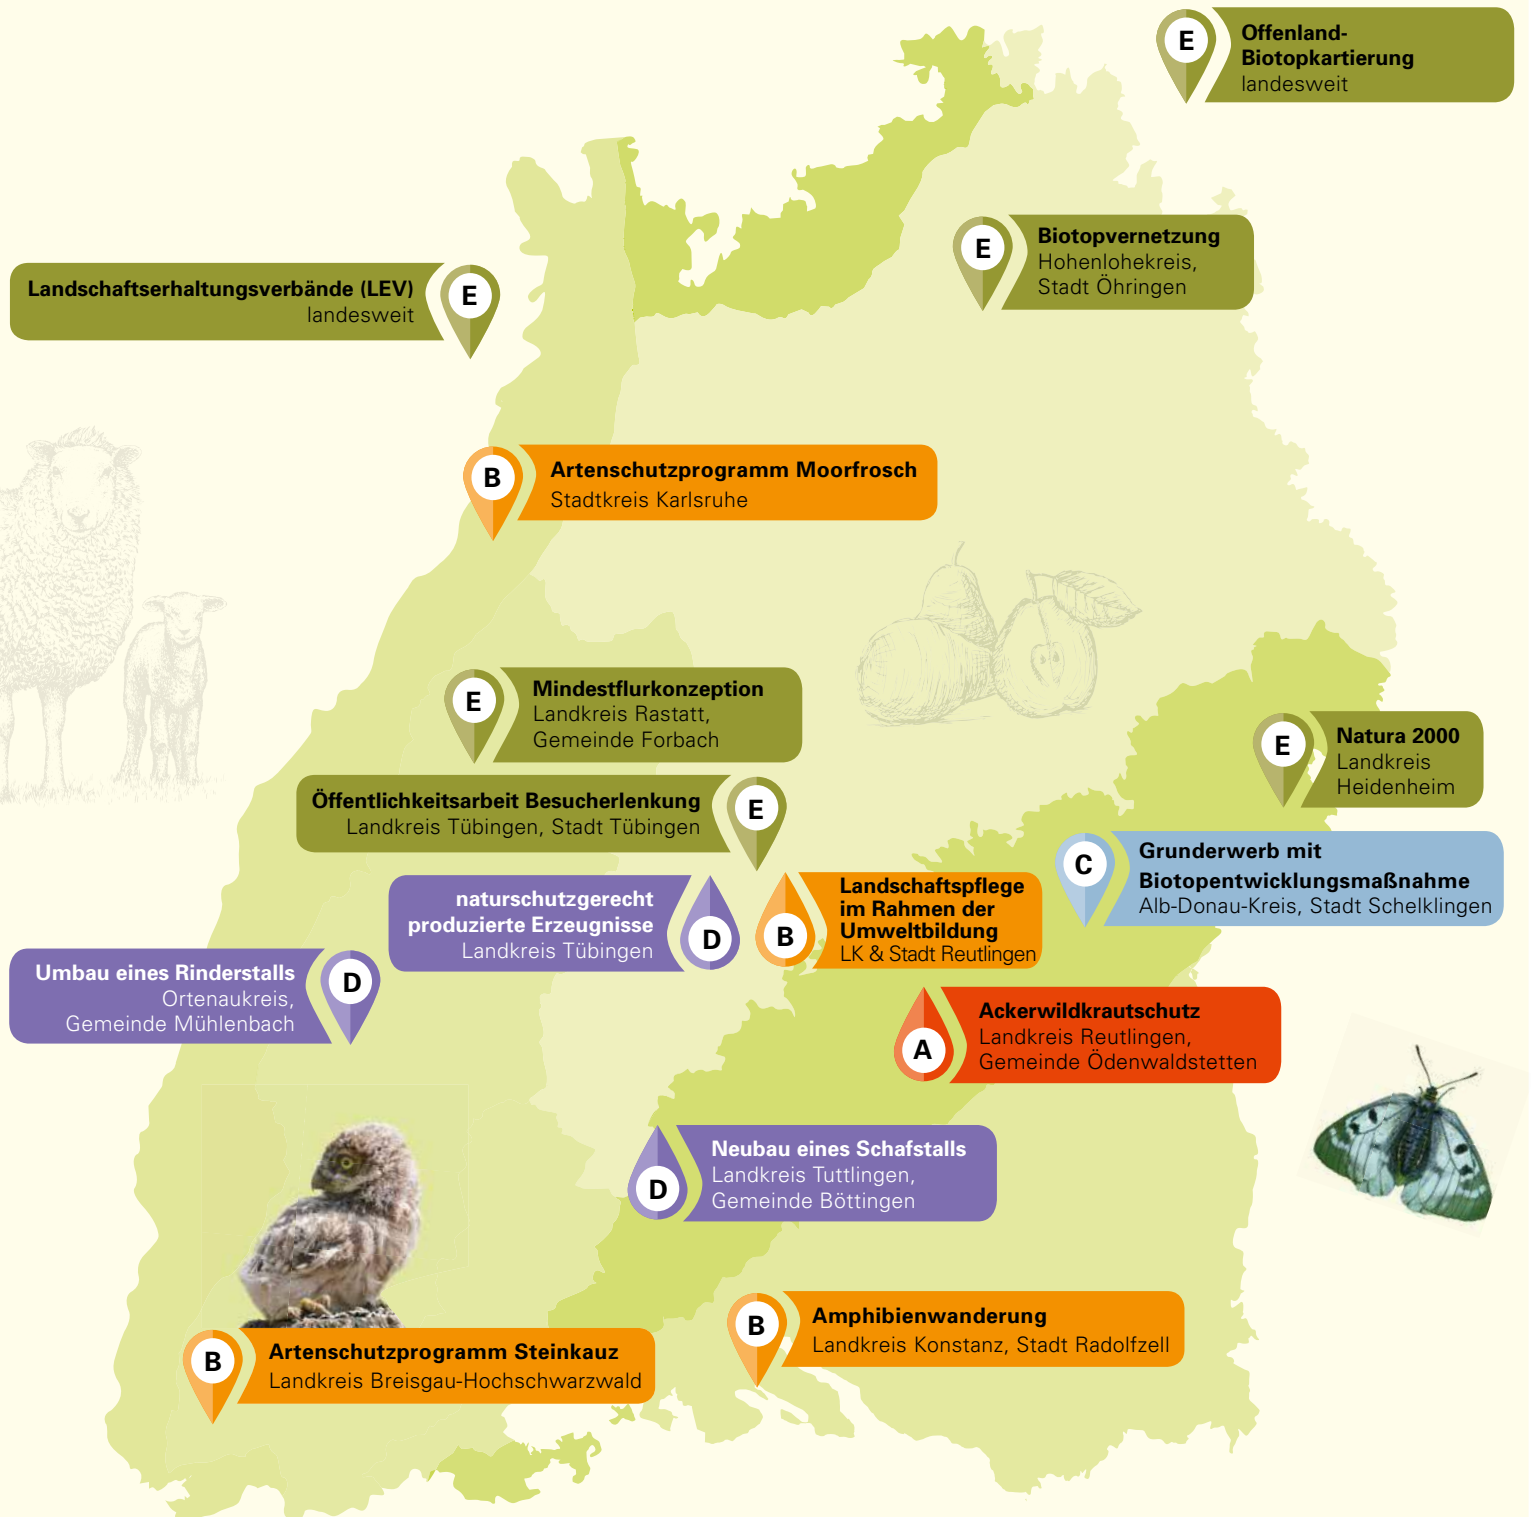 E
Offenland-
Biotopkartierung
landesweit
E
Biotopvernetzung
Hohenlohekreis,
Stadt Öhringen
Landschaftserhaltungsverbände (LEV)
landesweit
E
B
Artenschutzprogramm Moorfrosch
Stadtkreis Karlsruhe
E
Mindestflurkonzeption
Landkreis Rastatt,
Gemeinde Forbach
E
Natura 2000
Landkreis
Heidenheim
Öffentlichkeitsarbeit Besucherlenkung
Landkreis Tübingen, Stadt Tübingen
E
C
Grunderwerb mit
Biotopentwicklungsmaßnahme
Alb-Donau-Kreis, Stadt Schelklingen
naturschutzgerecht
produzierte Erzeugnisse
Landkreis Tübingen
D
B
Landschaftspflege
im Rahmen der
Umweltbildung
LK & Stadt Reutlingen
Umbau eines Rinderstalls
Ortenaukreis,
Gemeinde Mühlenbach
D
A
Ackerwildkrautschutz
Landkreis Reutlingen,
Gemeinde Ödenwaldstetten
D
Neubau eines Schafstalls
Landkreis Tuttlingen,
Gemeinde Böttingen
B
Amphibienwanderung
Landkreis Konstanz, Stadt Radolfzell
B
Artenschutzprogramm Steinkauz
Landkreis Breisgau-Hochschwarzwald